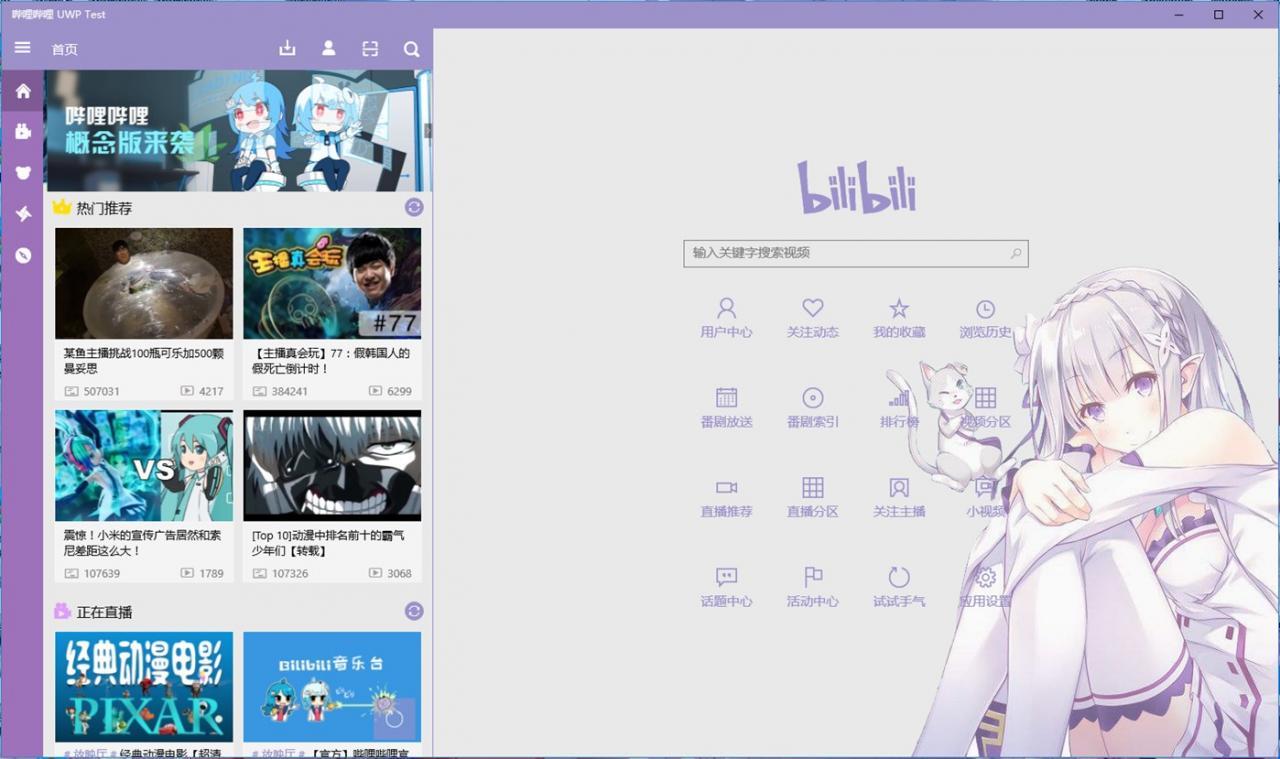 哔哩哔哩 UWP Test
首页
哔哩哔哩
概念版来袭!!
热门推荐
主播真会玩
#77
某鱼主播挑战100瓶可乐加500颗
曼妥思
507031 4217
【主播真会玩】77：假韩国人的
假死亡倒计时！
384241 6299
VS
震惊！小米的宣传广告居然和索
尼差距这么大！
107639 1789
[Top 10]动漫中排名前十的霸气
少年们【转载】
107326 3068
正在直播
经典动漫电影
PIXAR
Bilibili音乐台
# 放映厅 # 经典动漫电影【超清
# 放映厅 # 【官方】哔哩哔哩音
bilibili
输入关键字搜索视频
用户中心 关注动态 我的收藏 浏览历史
番剧放送 番剧索引 排行榜 视频分区
直播推荐 直播分区 关注主播 小视频
话题中心 活动中心 试试手气 应用设置